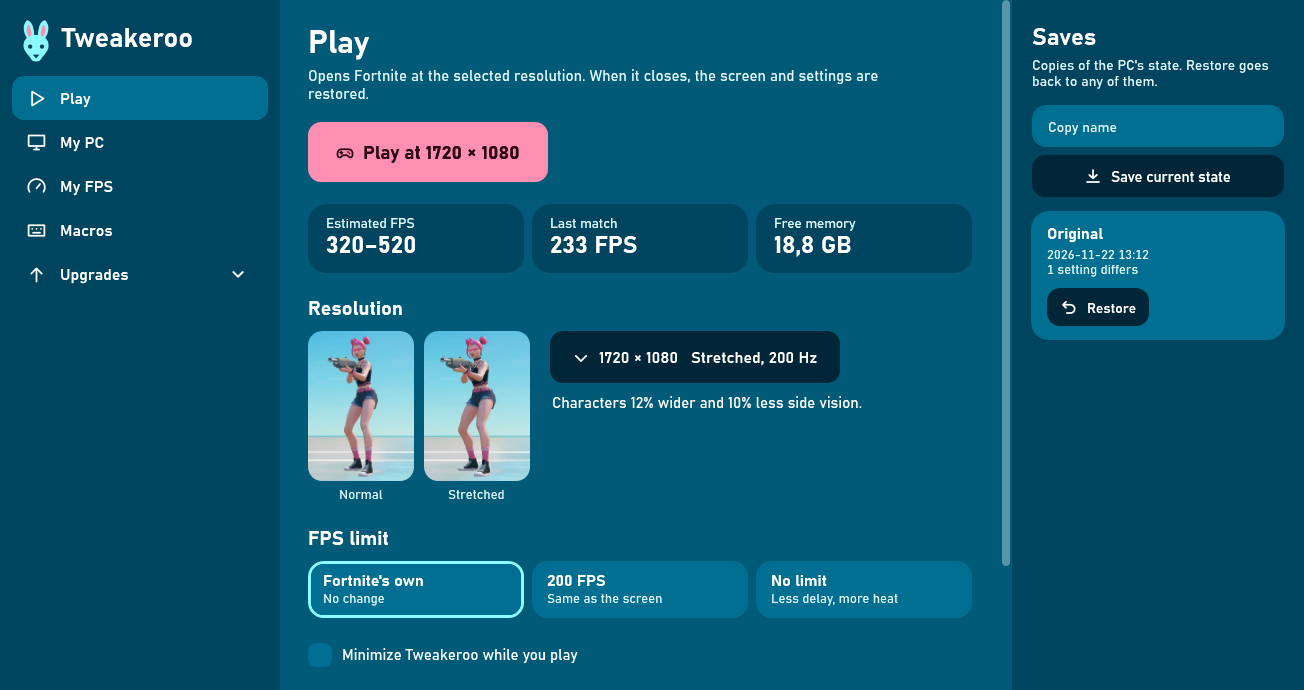 Tweakeroo
Play
My PC
My FPS
Macros
Upgrades
Play
Opens Fortnite at the selected resolution. When it closes, the screen and settings are
restored.
Play at 1720 × 1080
Estimated FPS
320–520
Last match
233 FPS
Free memory
18,8 GB
Resolution
Normal
Stretched
1720 × 1080 Stretched, 200 Hz
Characters 12% wider and 10% less side vision.
FPS limit
Fortnite's own
No change
200 FPS
Same as the screen
No limit
Less delay, more heat
Minimize Tweakeroo while you play
Saves
Copies of the PC's state. Restore goes
back to any of them.
Copy name
Save current state
Original
2026-11-22 13:12
1 setting differs
Restore